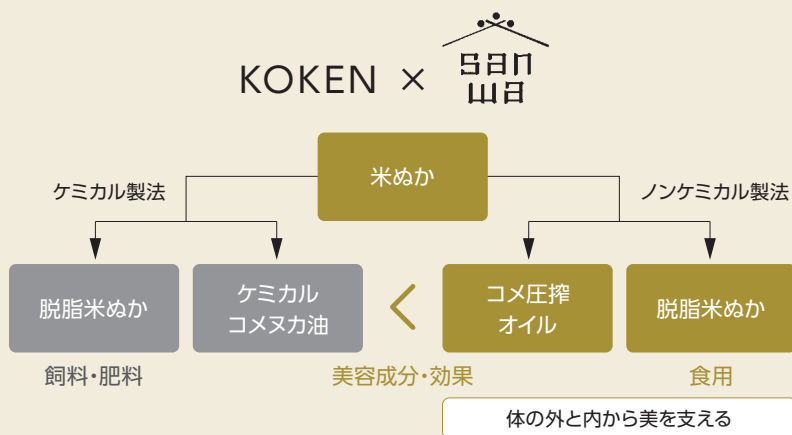 KOKEN × san
wa
米ぬか
ケミカル製法
ノンケミカル製法
脱脂米ぬか
ケミカル
コメヌカ油
<
コメ圧搾
オイル
脱脂米ぬか
飼料・肥料
美容成分・効果
食用
体の外と内から美を支える